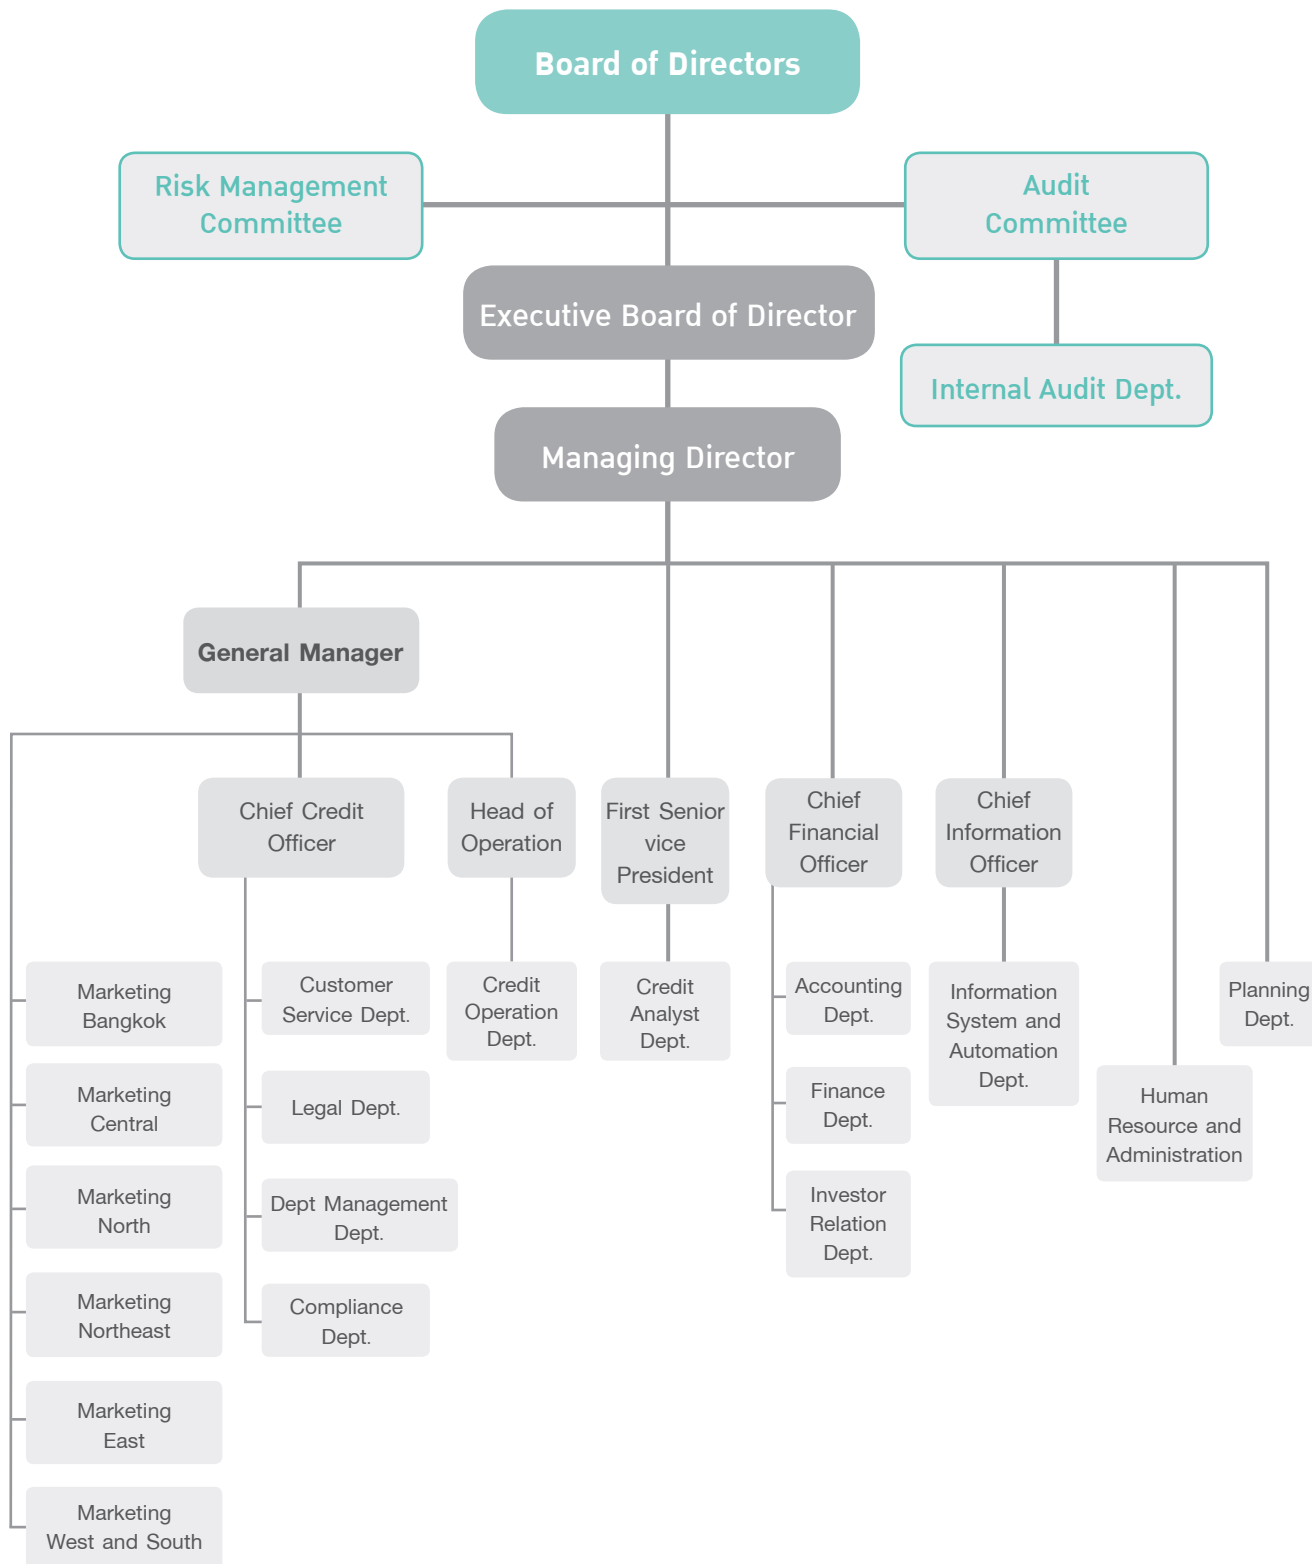 Board of Directors
Risk Management
Committee
Audit
Committee
Executive Board of Director
Internal Audit Dept.
Managing Director
General Manager
Chief Credit
Officer
Head of
Operation
First Senior
vice
President
Chief
Financial
Officer
Chief
Information
Officer
Marketing
Bangkok
Marketing
Central
Marketing
North
Marketing
Northeast
Marketing
East
Marketing
West and South
Customer
Service Dept.
Legal Dept.
Dept Management
Dept.
Compliance
Dept.
Credit
Operation
Dept.
Credit
Analyst
Dept.
Accounting
Dept.
Finance
Dept.
Investor
Relation
Dept.
Information
System and
Automation
Dept.
Human
Resource and
Administration
Planning
Dept.